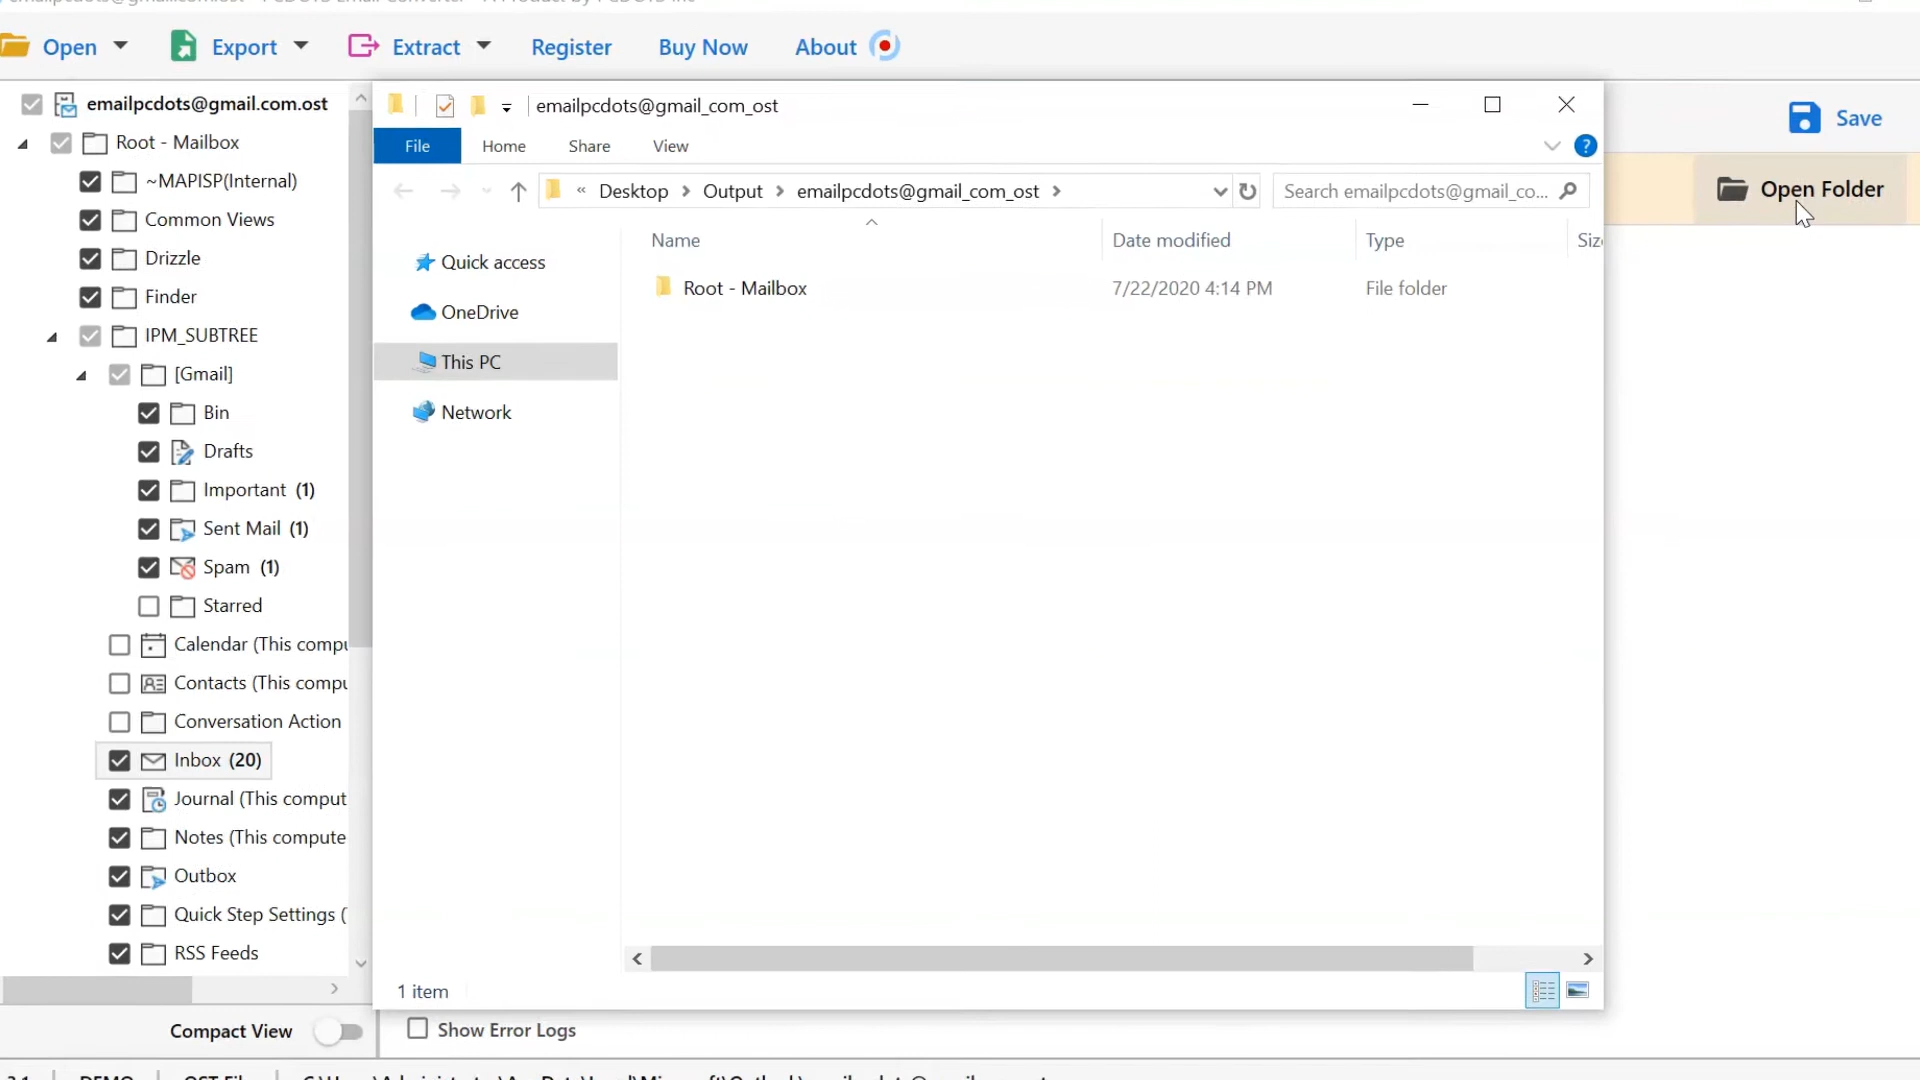 Open
Export
Extract
Register
Buy Now
About
emailpcdots@gmail.com.ost
Root - Mailbox
~MAPISP(Internal)
Common Views
Drizzle
Finder
IPM_SUBTREE
[Gmail]
Bin
Drafts
Important (1)
Sent Mail (1)
Spam (1)
Starred
Calendar (This compu
Contacts (This compu
Conversation Action
Inbox (20)
Journal (This comput
Notes (This compute
Outbox
Quick Step Settings (
RSS Feeds
Compact View
emailpcdots@gmail_com_ost
File
Home
Share
View
?
« Desktop > Output > emailpcdots@gmail_com_ost >
Search emailpcdots@gmail_co...
Name
Date modified
Type
Siz
Quick access
OneDrive
This PC
Network
Root - Mailbox
7/22/2020 4:14 PM
File folder
1 item
Show Error Logs
Save
Open Folder